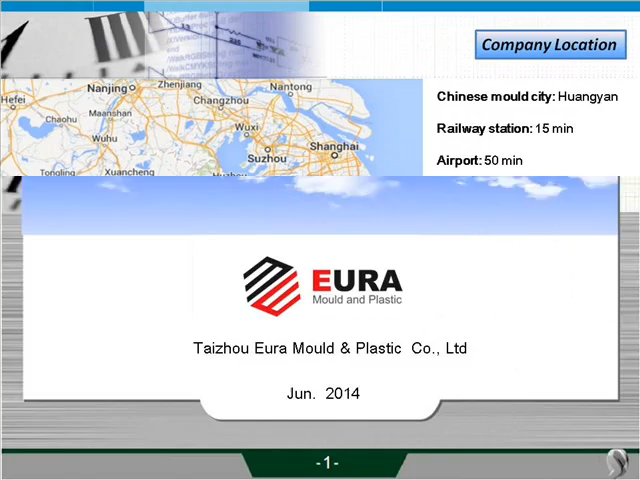 Company Location
Chinese mould city: Huangyan
Railway station: 15 min
Airport: 50 min
Nanjing
Zhenjiang
Nantong
Hefei
Changzhou
Chaohu
Maanshan
Wuxi
Shanghai
Suzhou
Tongling
Xuancheng
Huzhou
EURA
Mould and Plastic
Taizhou Eura Mould & Plastic Co., Ltd
Jun. 2014
-1-